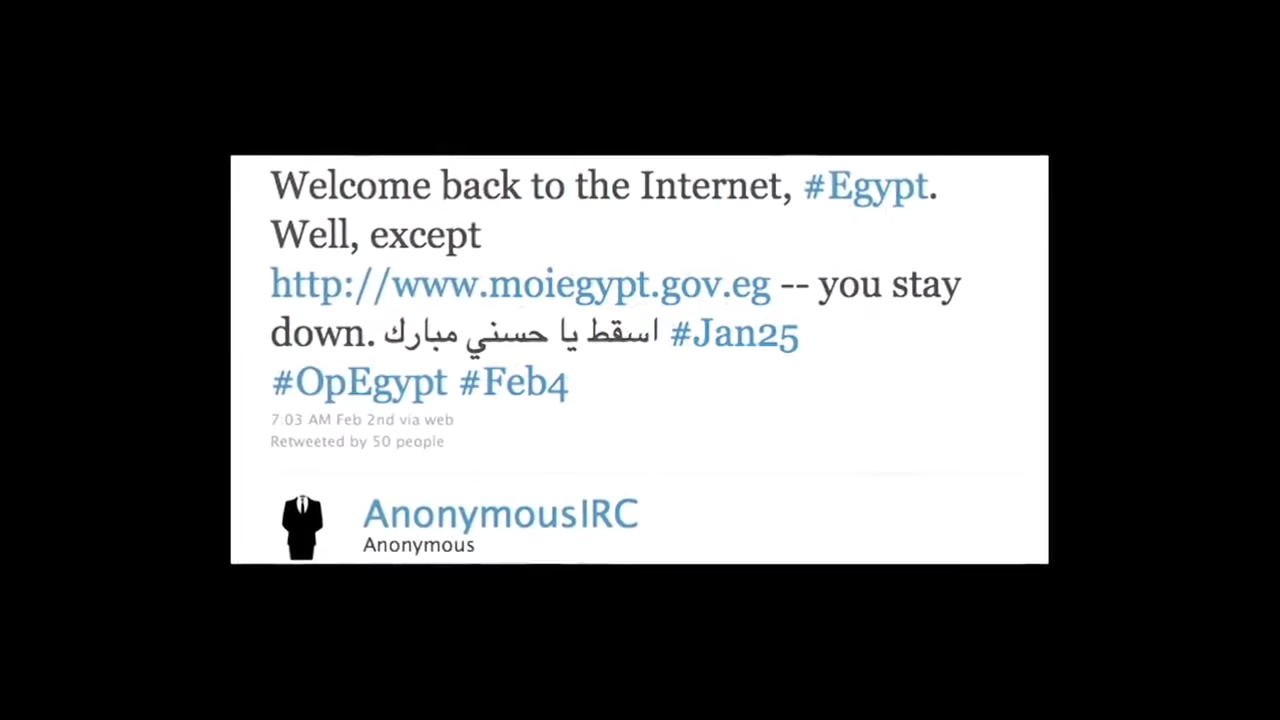 Welcome back to the Internet, #Egypt.
Well, except
http://www.moiegypt.gov.eg -- you stay
down. اسقط يا حسني مبارك #Jan25
#OpEgypt #Feb4
7:03 AM Feb 2nd via web
Retweeted by 50 people
AnonymousIRC
Anonymous